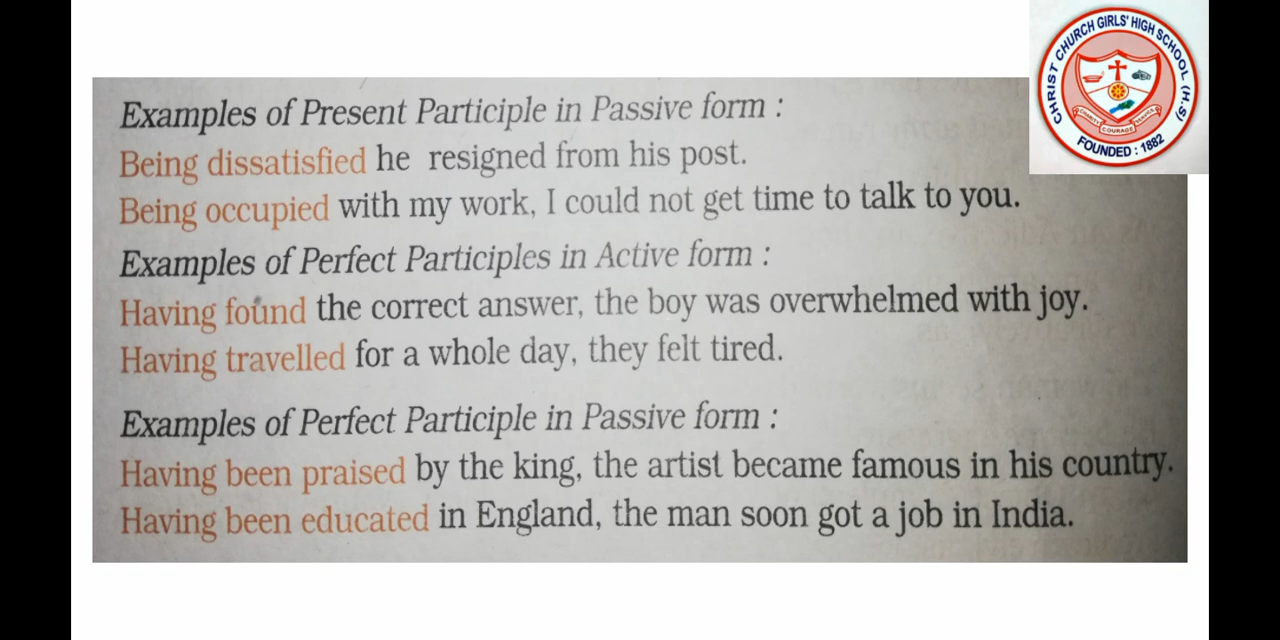 CHRIST CHURCH GIRLS' HIGH SCHOOL (H.S)
CHARITY COURAGE SERVICE
FOUNDED : 1882
Examples of Present Participle in Passive form :
Being dissatisfied he resigned from his post.
Being occupied with my work, I could not get time to talk to you.
Examples of Perfect Participles in Active form :
Having found the correct answer, the boy was overwhelmed with joy.
Having travelled for a whole day, they felt tired.
Examples of Perfect Participle in Passive form :
Having been praised by the king, the artist became famous in his country.
Having been educated in England, the man soon got a job in India.